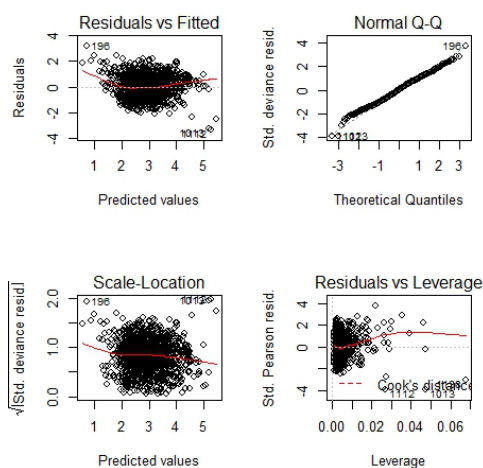 Residuals vs Fitted
Residuals
-4 -2 0 2 4
196
1 2 3 4 5
Predicted values
Normal Q-Q
Std. deviance resid.
-4 -2 0 2 4
196
-3 -1 0 1 2 3
Theoretical Quantiles
Scale-Location
√|Std. deviance resid.|
0.0 1.0 2.0
196
1 2 3 4 5
Predicted values
Residuals vs Leverage
Std. Pearson resid.
-4 0 2 4
Cook's distance
1112
1013
0.00 0.02 0.04 0.06
Leverage